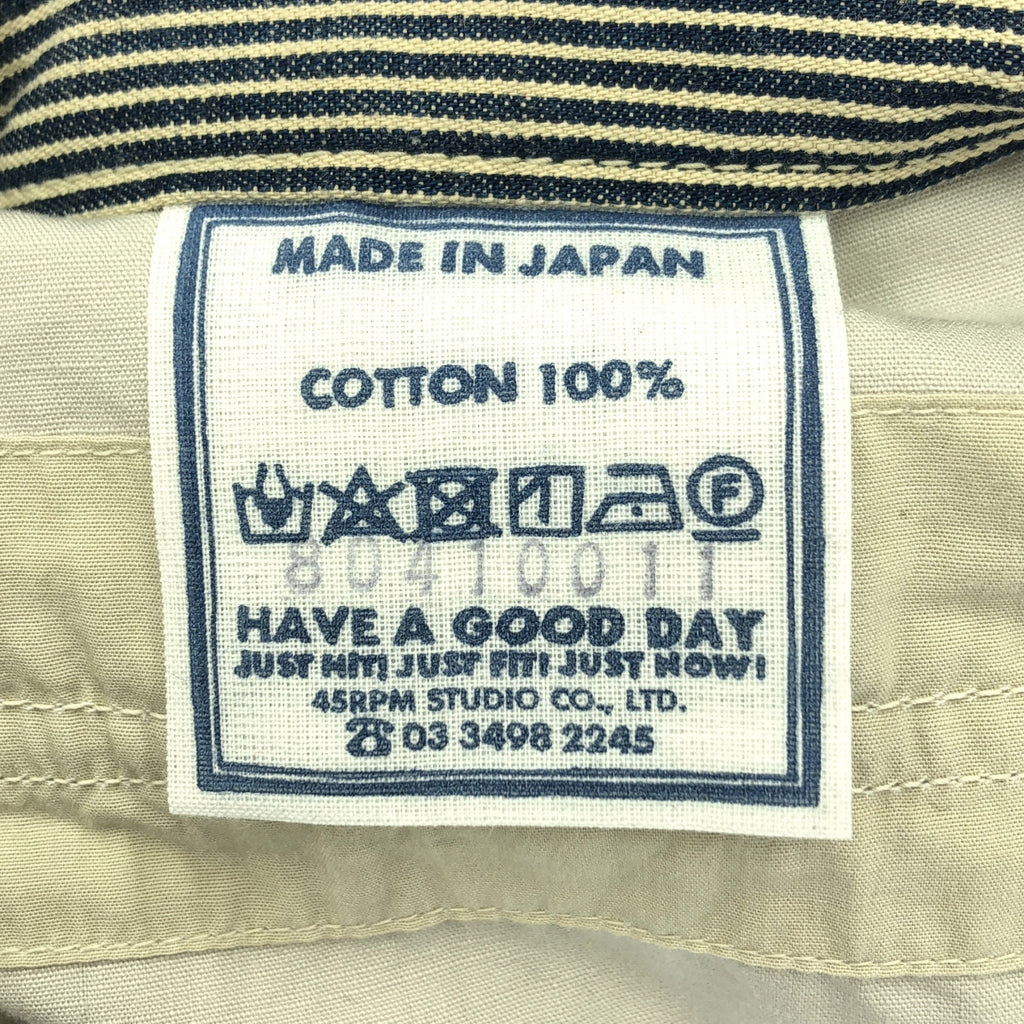 MADE IN JAPAN
COTTON 100%
F
80410011
HAVE A GOOD DAY
JUST HIT! JUST FIT! JUST NOW!
45RPM STUDIO CO., LTD.
☎ 03 3498 2245